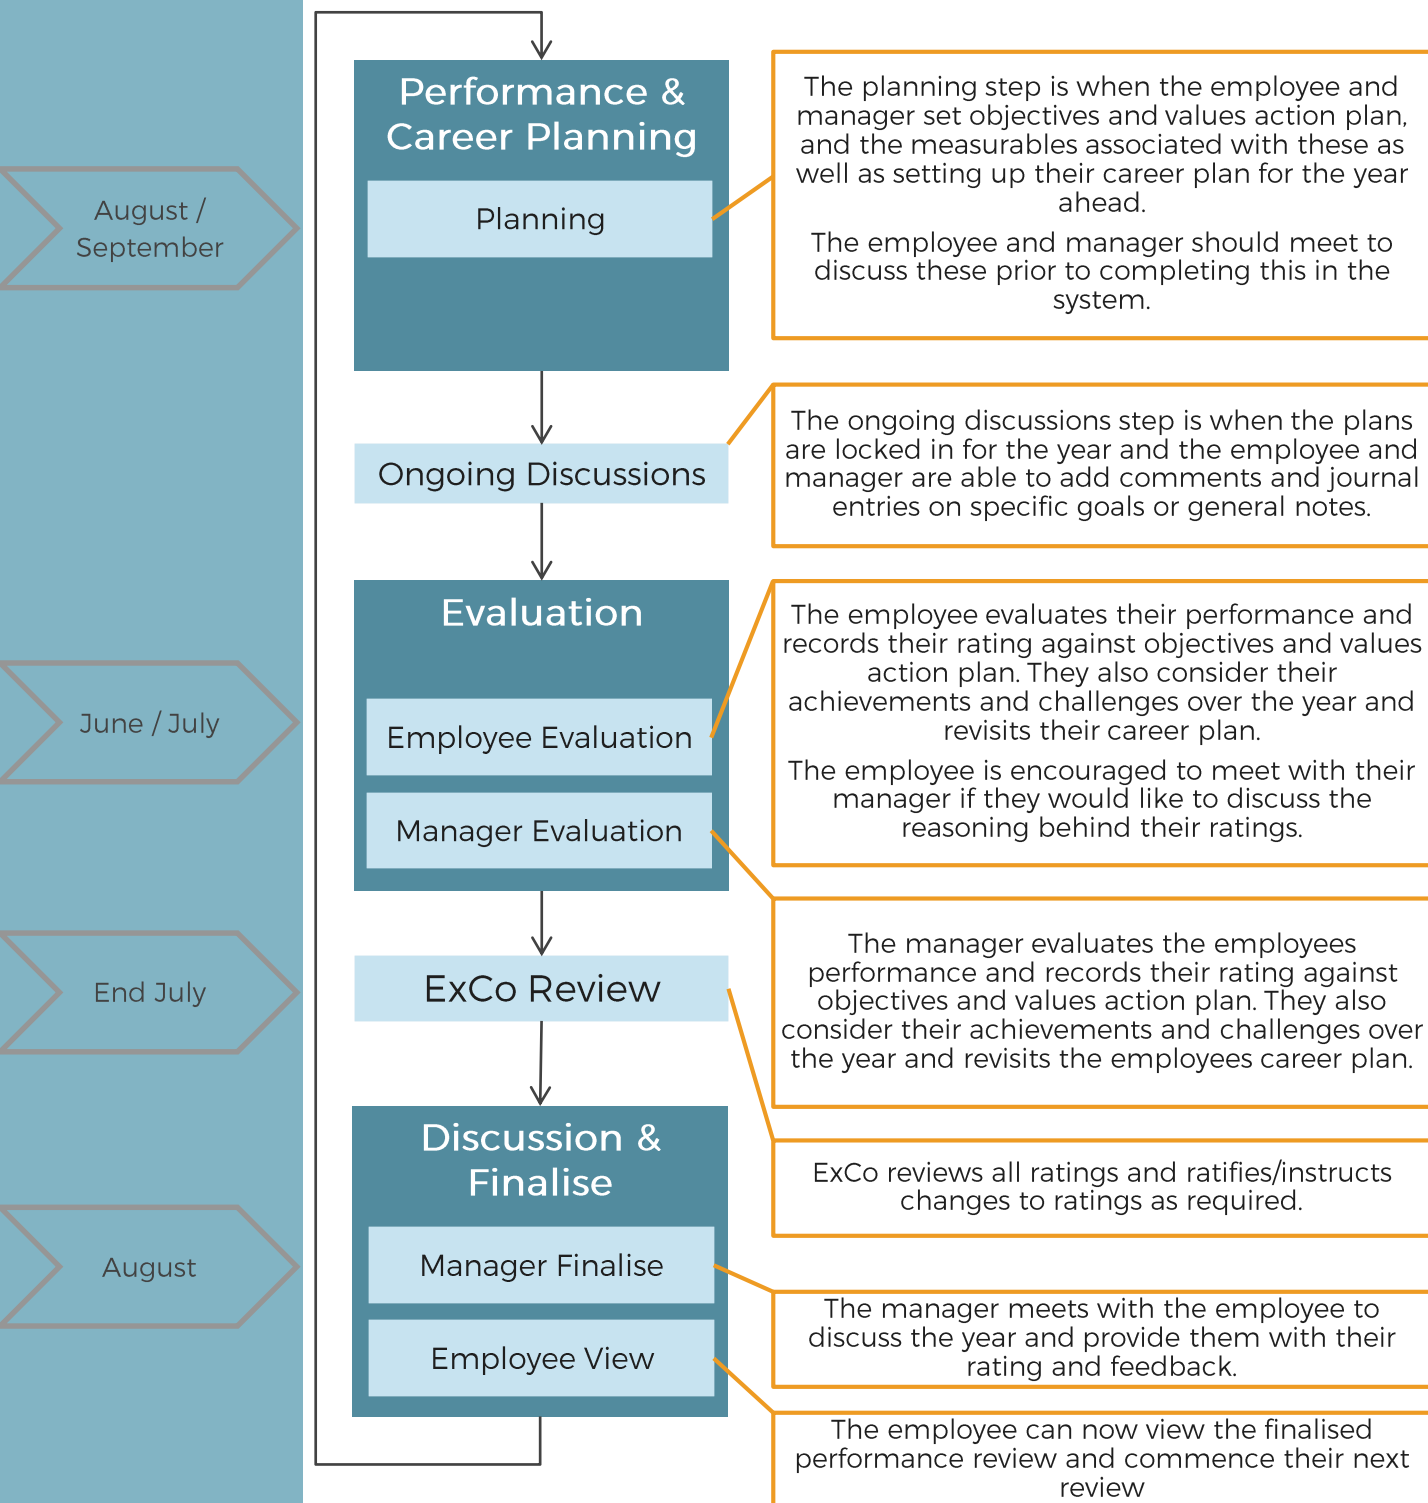 Performance &
Career Planning
Planning
August /
September
The planning step is when the employee and
manager set objectives and values action plan,
and the measurables associated with these as
well as setting up their career plan for the year
ahead.
The employee and manager should meet to
discuss these prior to completing this in the
system.
Ongoing Discussions
The ongoing discussions step is when the plans
are locked in for the year and the employee and
manager are able to add comments and journal
entries on specific goals or general notes.
Evaluation
June / July
Employee Evaluation
Manager Evaluation
The employee evaluates their performance and
records their rating against objectives and values
action plan. They also consider their
achievements and challenges over the year and
revisits their career plan.
The employee is encouraged to meet with their
manager if they would like to discuss the
reasoning behind their ratings.
The manager evaluates the employees
performance and records their rating against
objectives and values action plan. They also
consider their achievements and challenges over
the year and revisits the employees career plan.
End July
ExCo Review
ExCo reviews all ratings and ratifies/instructs
changes to ratings as required.
Discussion &
Finalise
August
Manager Finalise
Employee View
The manager meets with the employee to
discuss the year and provide them with their
rating and feedback.
The employee can now view the finalised
performance review and commence their next
review